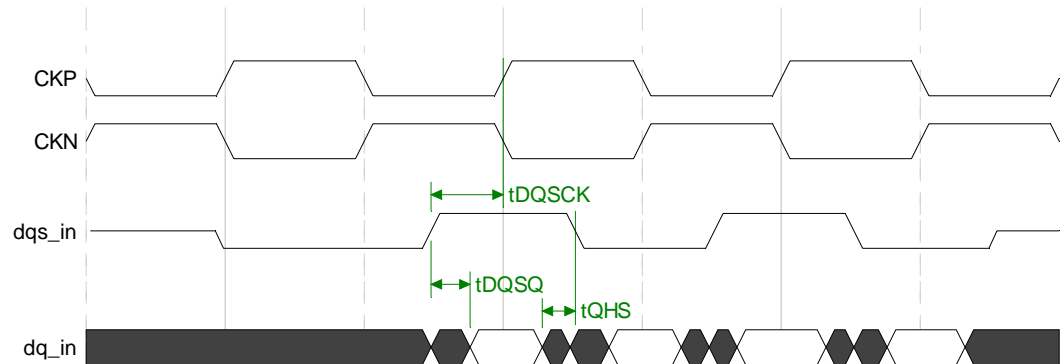 CKP
CKN
tDQSCK
dqs_in
tDQSQ
tQHS
dq_in